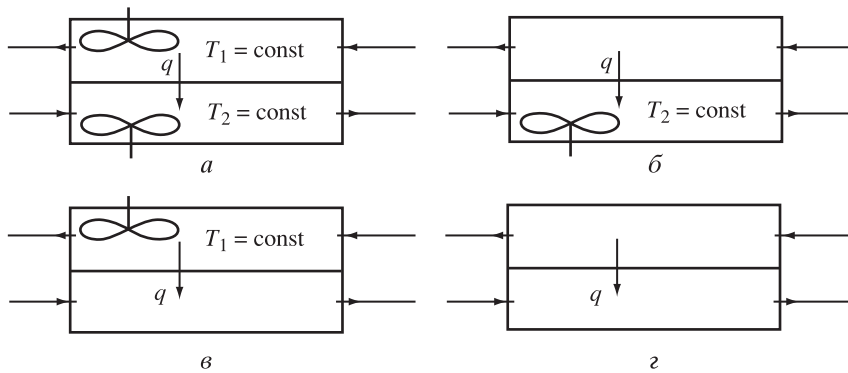 T₁ = const
q
T₂ = const
а
q
T₂ = const
б
T₁ = const
q
в
q
г